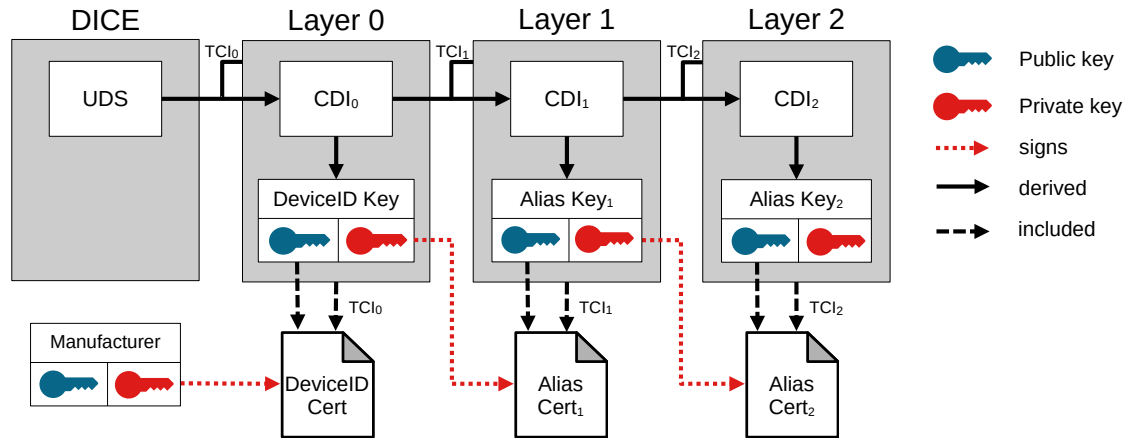 DICE
Layer 0
Layer 1
Layer 2
TCI₀
TCI₁
TCI₂
UDS
CDI₀
CDI₁
CDI₂
Public key
Private key
signs
derived
included
DeviceID Key
Alias Key₁
Alias Key₂
TCI₀
TCI₁
TCI₂
Manufacturer
DeviceID
Cert
Alias
Cert₁
Alias
Cert₂